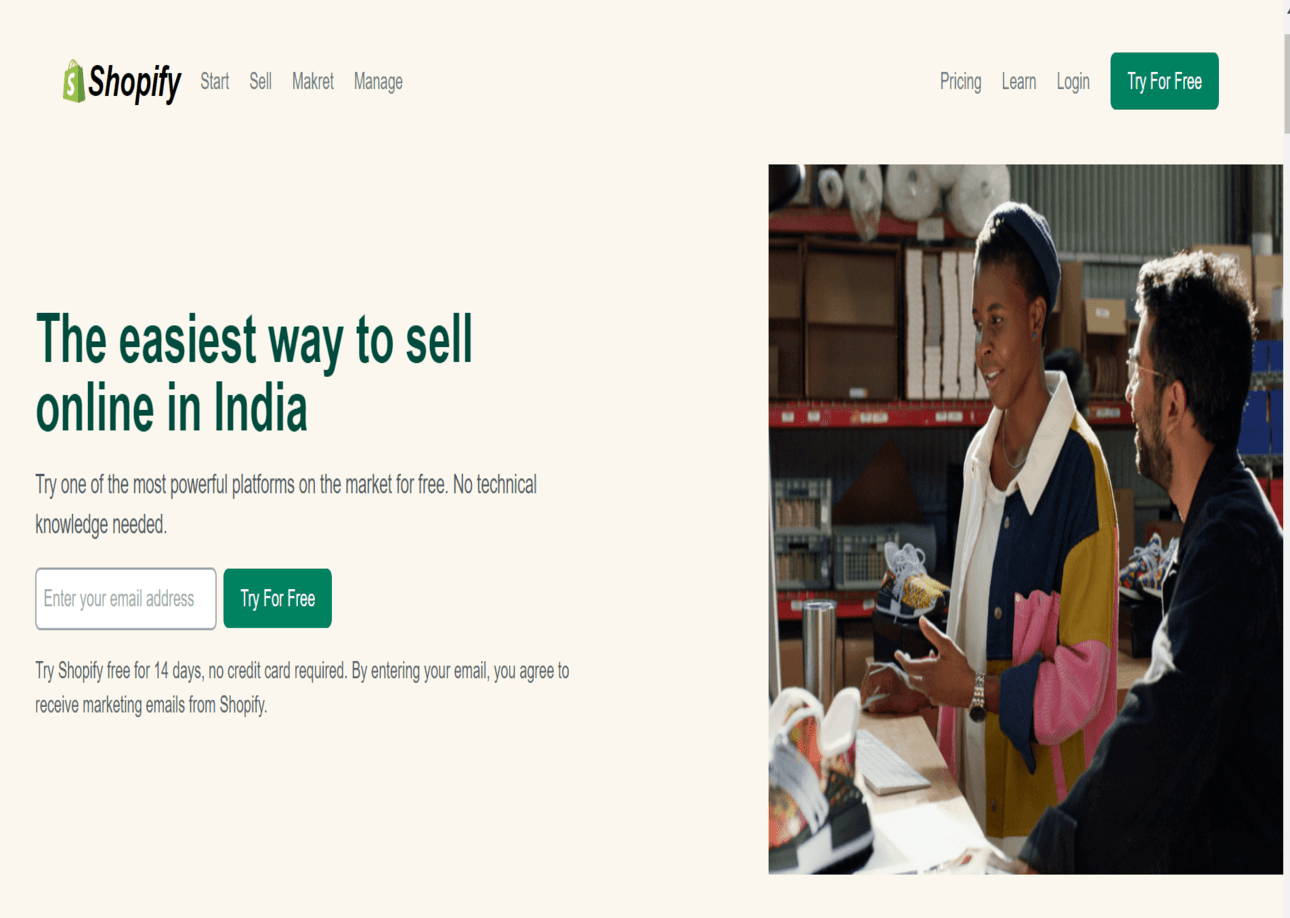 Shopify Start Sell Makret Manage Pricing Learn Login Try For Free
The easiest way to sell
online in India
Try one of the most powerful platforms on the market for free. No technical
knowledge needed.
Enter your email address Try For Free
Try Shopify free for 14 days, no credit card required. By entering your email, you agree to
receive marketing emails from Shopify.